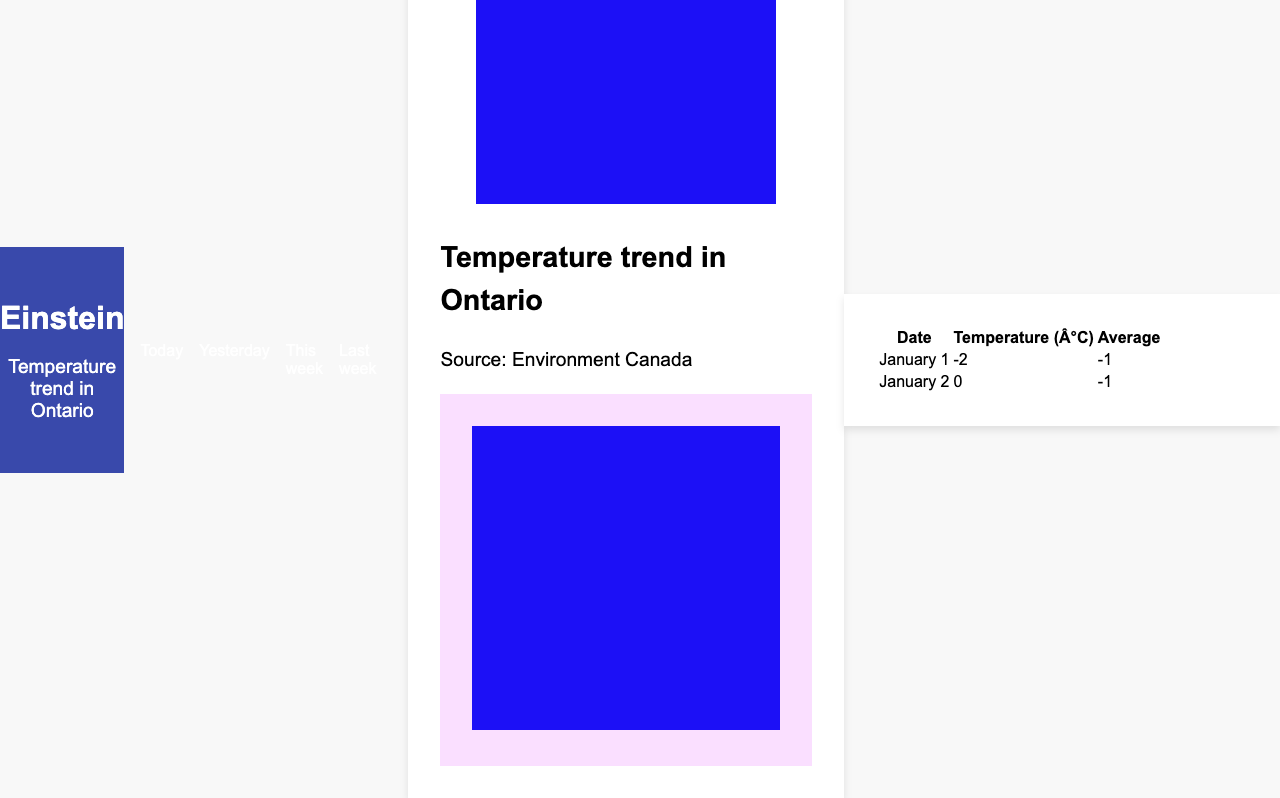 Einstein
Temperature
trend in
Ontario
Today
Yesterday
This
week
Last
week
Temperature trend in
Ontario
Source: Environment Canada
Date Temperature (Â°C) Average
January 1 -2 -1
January 2 0 -1